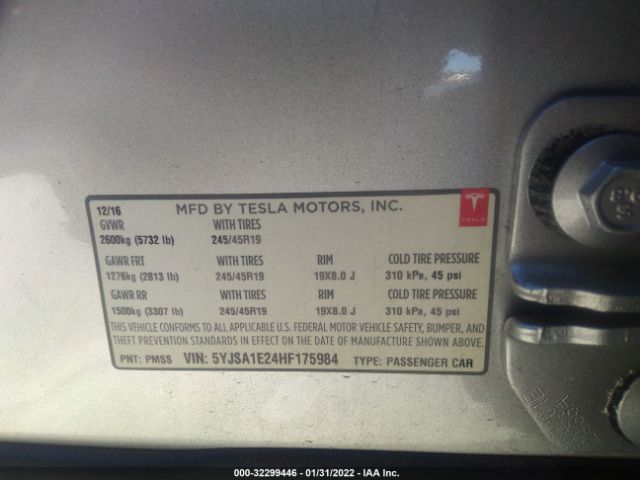 12/16 MFD BY TESLA MOTORS, INC.
GVWR WITH TIRES
2600kg (5732 lb) 245/45R19
TESLA
GAWR FRT WITH TIRES RIM COLD TIRE PRESSURE
1276kg (2813 lb) 245/45R19 19X8.0 J 310 kPa, 45 psi
GAWR RR WITH TIRES RIM COLD TIRE PRESSURE
1500kg (3307 lb) 245/45R19 19X8.0 J 310 kPa, 45 psi
THIS VEHICLE CONFORMS TO ALL APPLICABLE U.S. FEDERAL MOTOR VEHICLE SAFETY, BUMPER, AND
THEFT PREVENTION STANDARDS IN EFFECT ON THE DATE OF MANUFACTURE SHOWN ABOVE.
PNT: PMSS VIN: 5YJSA1E24HF175984 TYPE: PASSENGER CAR
000-32299446 - 01/31/2022 - IAA Inc.